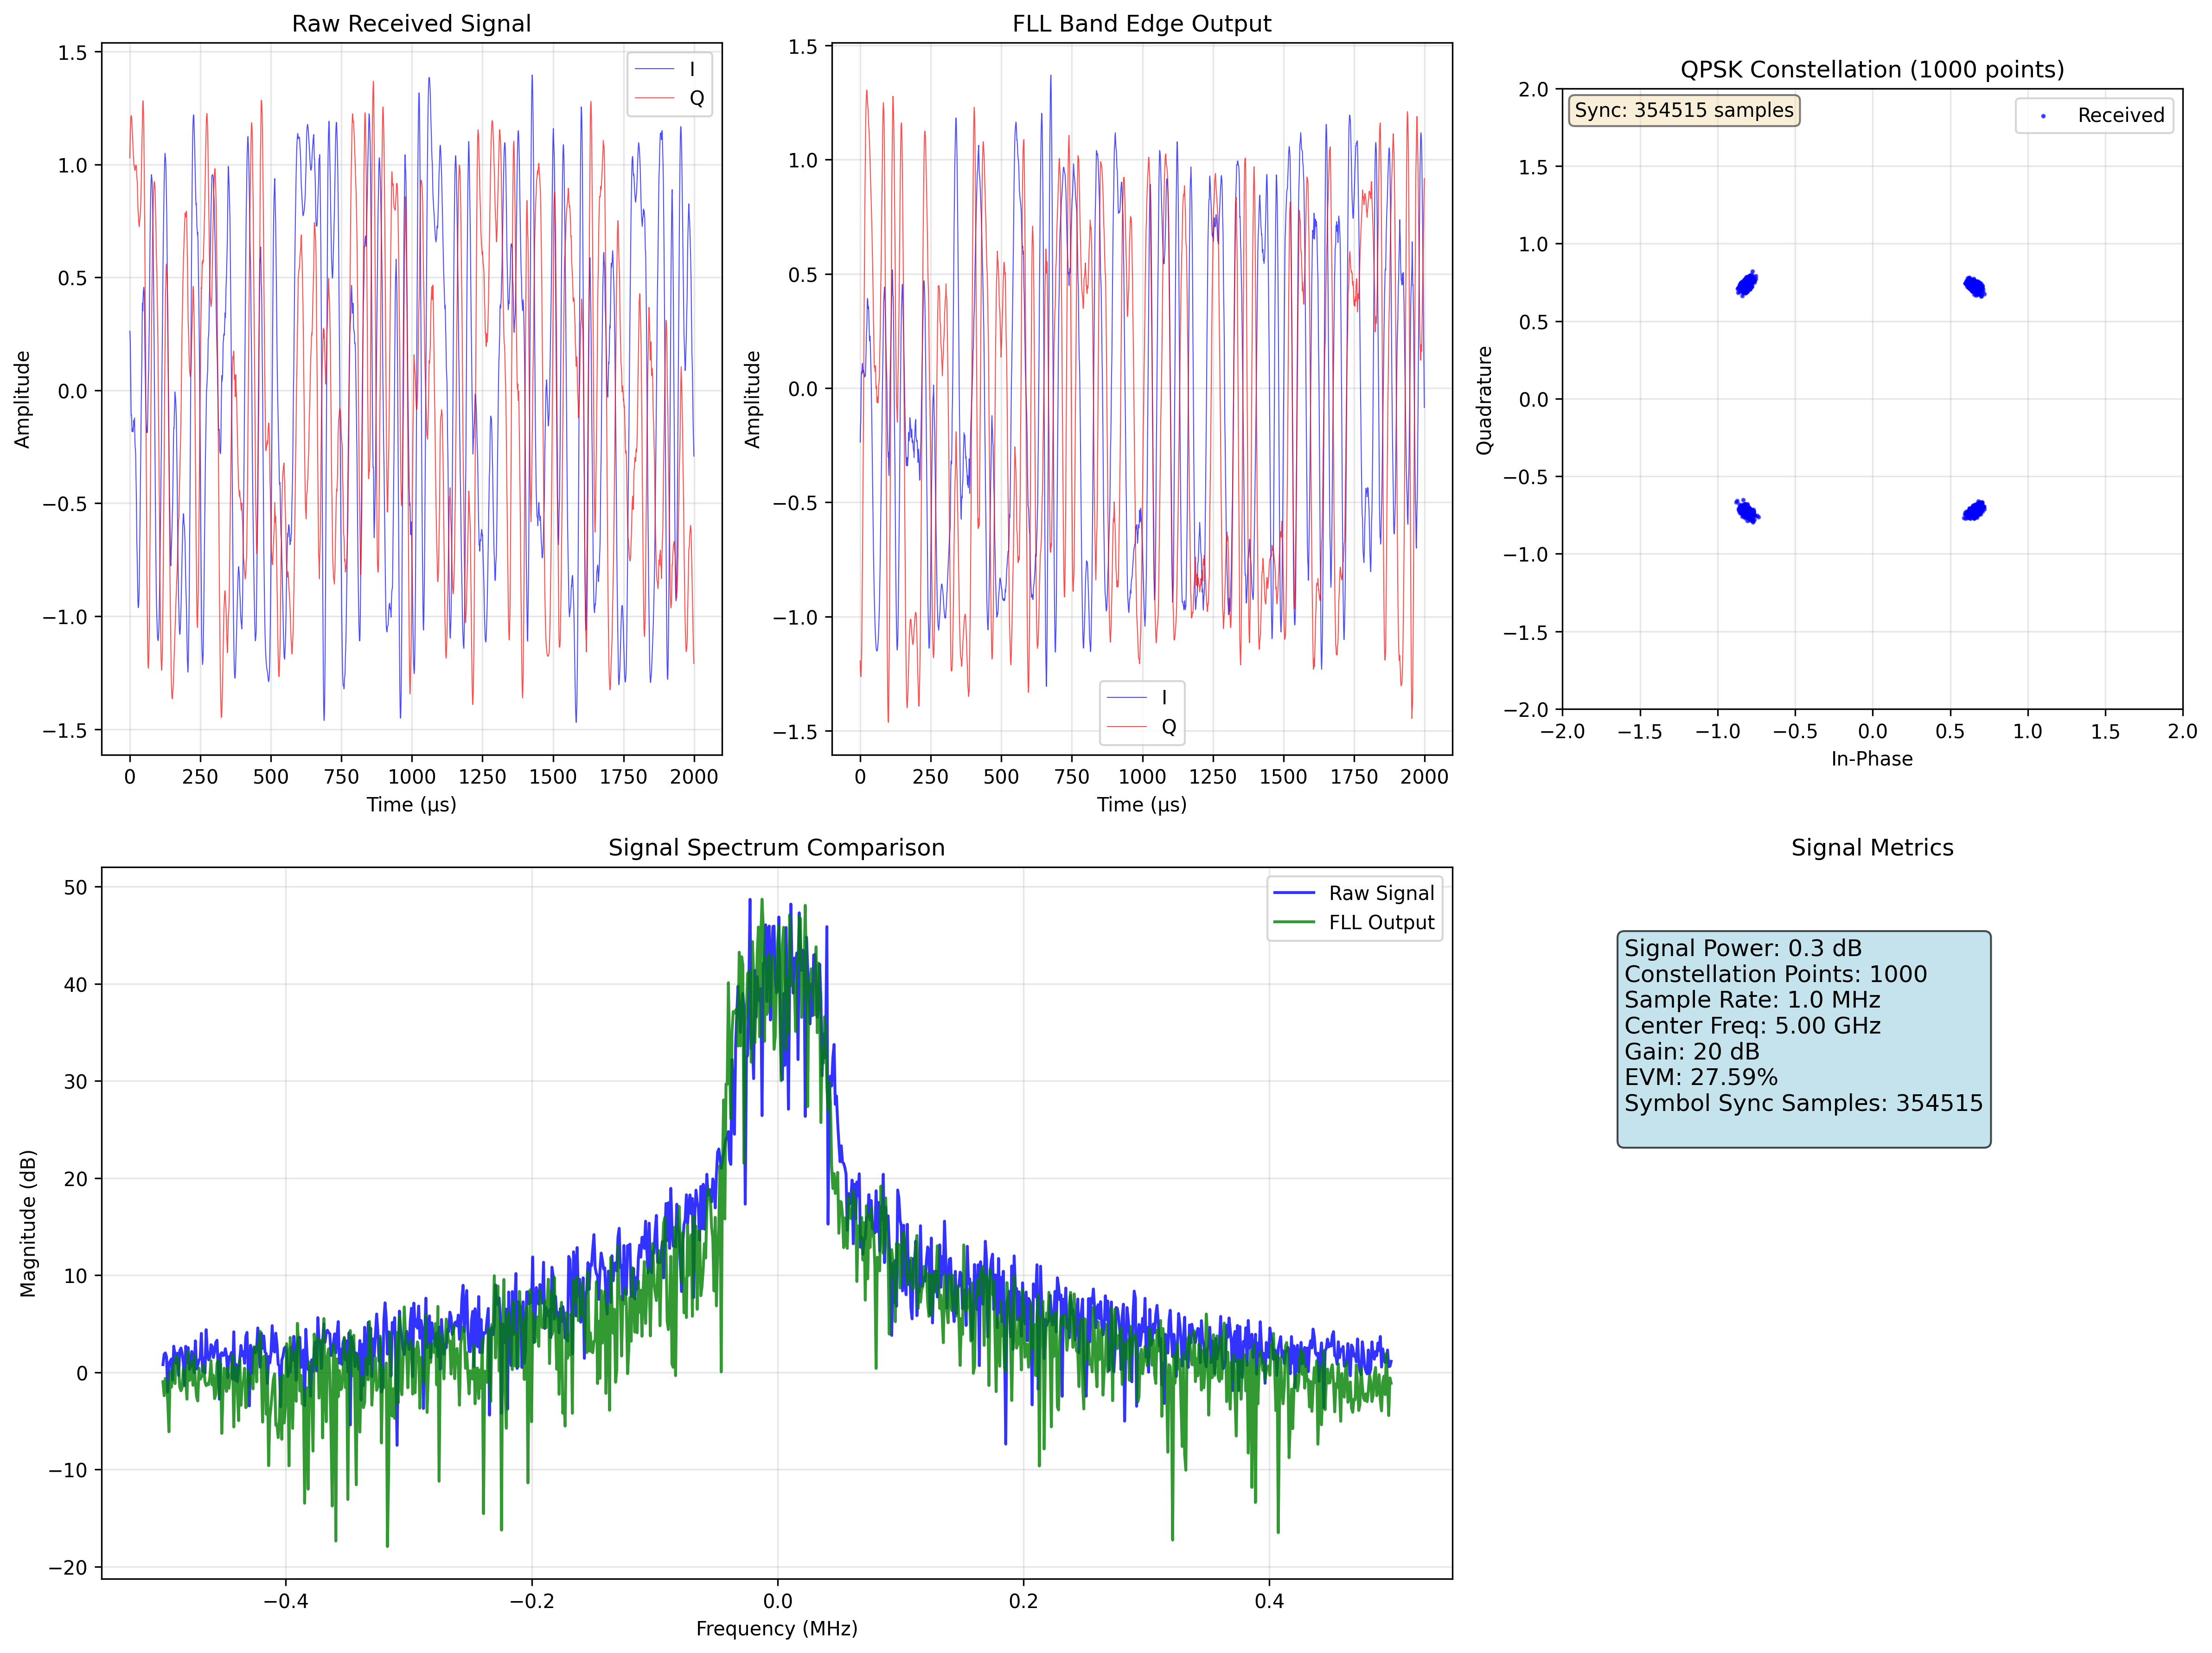 Raw Received Signal
I
Q
Amplitude
1.5
1.0
0.5
0.0
−0.5
−1.0
−1.5
0 250 500 750 1000 1250 1500 1750 2000
Time (μs)
FLL Band Edge Output
Amplitude
1.5
1.0
0.5
0.0
−0.5
−1.0
−1.5
I
Q
0 250 500 750 1000 1250 1500 1750 2000
Time (μs)
QPSK Constellation (1000 points)
Sync: 354515 samples
Received
Quadrature
2.0
1.5
1.0
0.5
0.0
−0.5
−1.0
−1.5
−2.0
−2.0 −1.5 −1.0 −0.5 0.0 0.5 1.0 1.5 2.0
In-Phase
Signal Spectrum Comparison
Raw Signal
FLL Output
Magnitude (dB)
50
40
30
20
10
0
−10
−20
−0.4 −0.2 0.0 0.2 0.4
Frequency (MHz)
Signal Metrics
Signal Power: 0.3 dB
Constellation Points: 1000
Sample Rate: 1.0 MHz
Center Freq: 5.00 GHz
Gain: 20 dB
EVM: 27.59%
Symbol Sync Samples: 354515